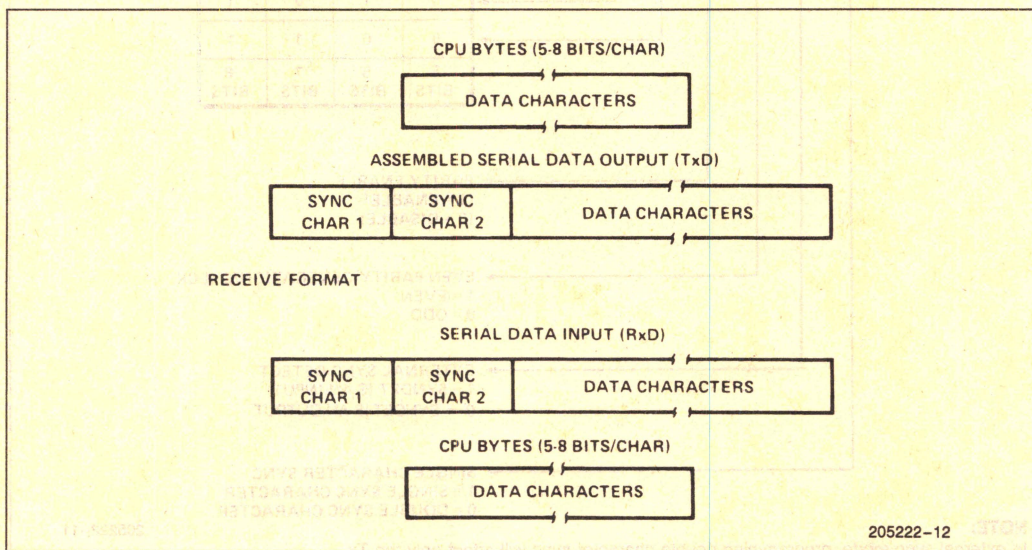 CPU BYTES (5-8 BITS/CHAR)
DATA CHARACTERS
ASSEMBLED SERIAL DATA OUTPUT (TxD)
SYNC CHAR 1
SYNC CHAR 2
DATA CHARACTERS
RECEIVE FORMAT
SERIAL DATA INPUT (RxD)
SYNC CHAR 1
SYNC CHAR 2
DATA CHARACTERS
CPU BYTES (5-8 BITS/CHAR)
DATA CHARACTERS
205222-12